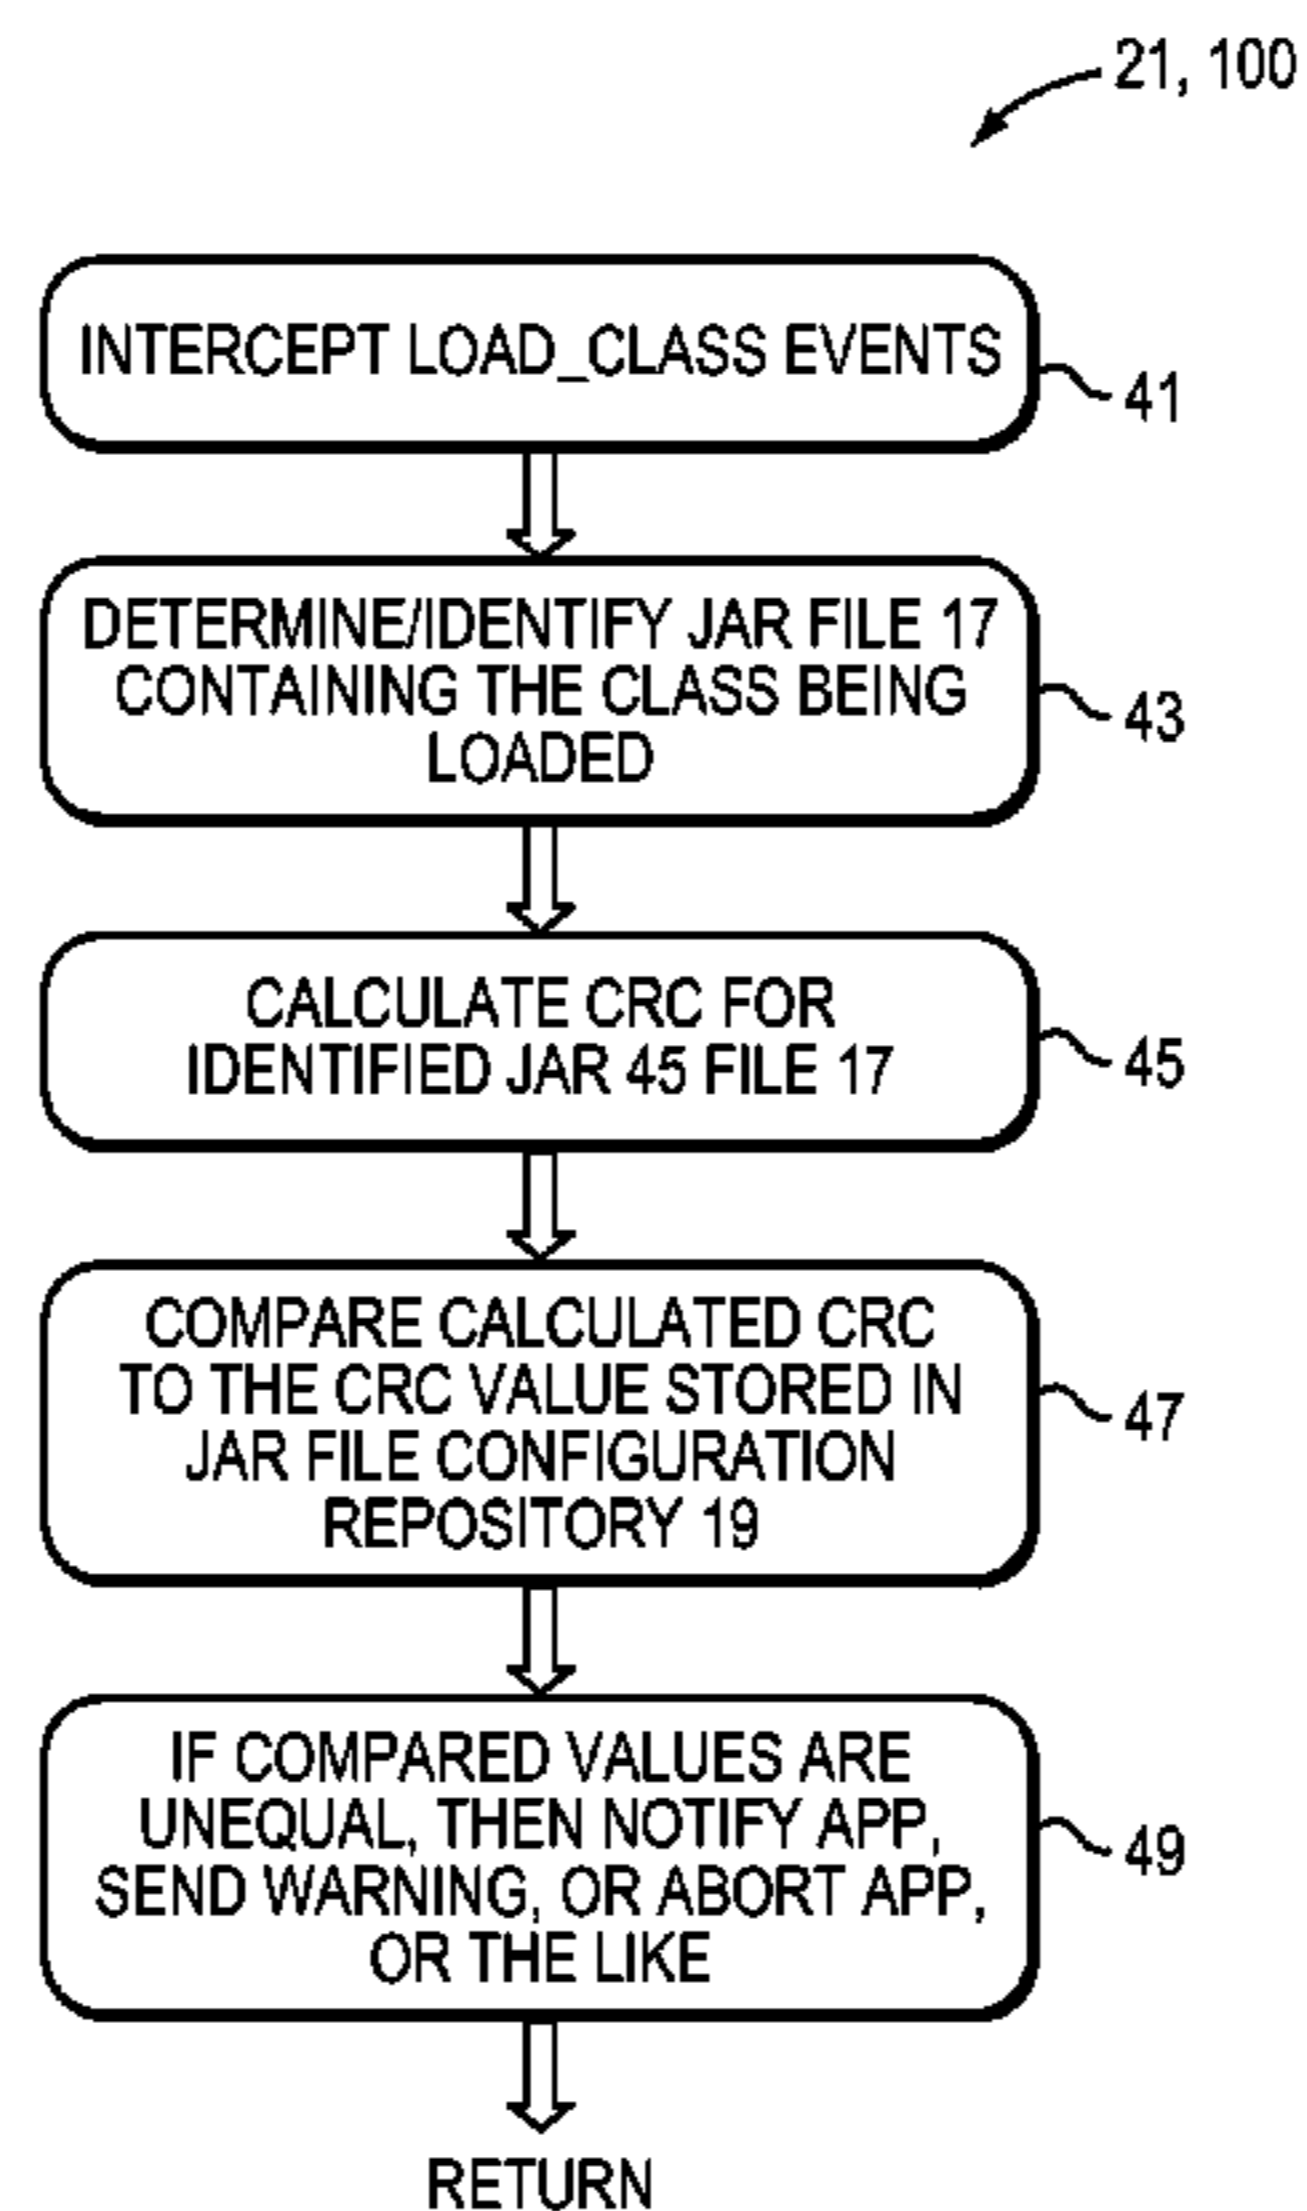 21, 100
INTERCEPT LOAD_CLASS EVENTS
41
DETERMINE/IDENTIFY JAR FILE 17
CONTAINING THE CLASS BEING
LOADED
43
CALCULATE CRC FOR
IDENTIFIED JAR 45 FILE 17
45
COMPARE CALCULATED CRC
TO THE CRC VALUE STORED IN
JAR FILE CONFIGURATION
REPOSITORY 19
47
IF COMPARED VALUES ARE
UNEQUAL, THEN NOTIFY APP,
SEND WARNING, OR ABORT APP,
OR THE LIKE
49
RETURN